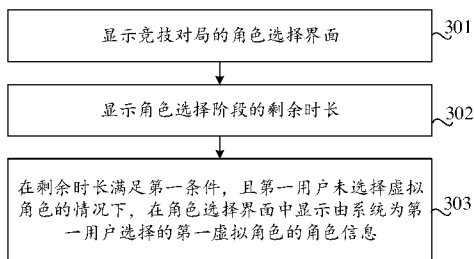 显示竞技对局的角色选择界面
301
显示角色选择阶段的剩余时长
302
在剩余时长满足第一条件，且第一用户未选择虚拟
角色的情况下，在角色选择界面中显示由系统为第
一用户选择的第一虚拟角色的角色信息
303